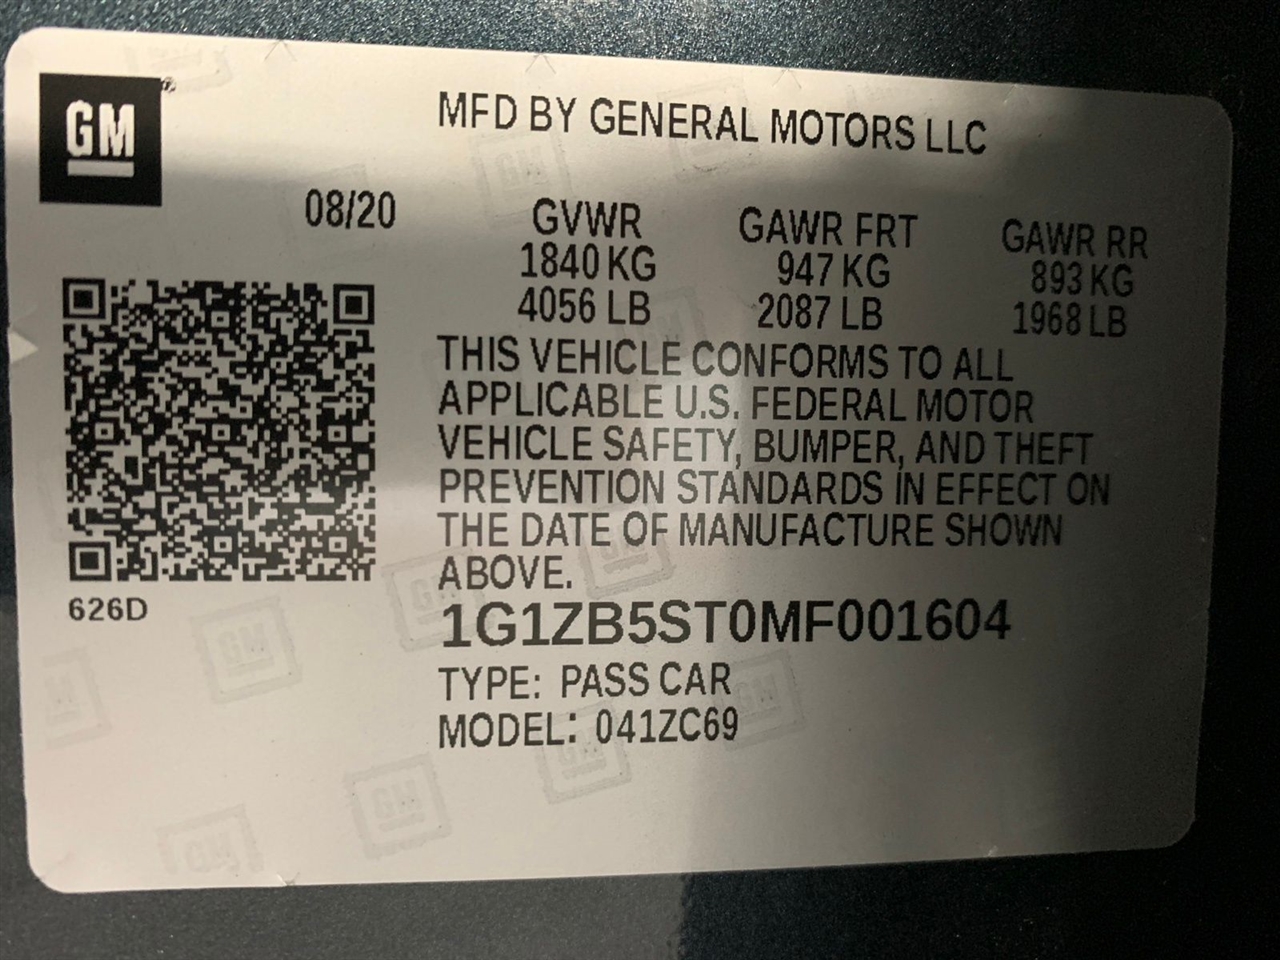 GM®
MFD BY GENERAL MOTORS LLC
08/20
GVWR
1840 KG
4056 LB
GAWR FRT
947 KG
2087 LB
GAWR RR
893 KG
1968 LB
THIS VEHICLE CONFORMS TO ALL
APPLICABLE U.S. FEDERAL MOTOR
VEHICLE SAFETY, BUMPER, AND THEFT
PREVENTION STANDARDS IN EFFECT ON
THE DATE OF MANUFACTURE SHOWN
ABOVE.
626D
1G1ZB5ST0MF001604
TYPE: PASS CAR
MODEL: 041ZC69